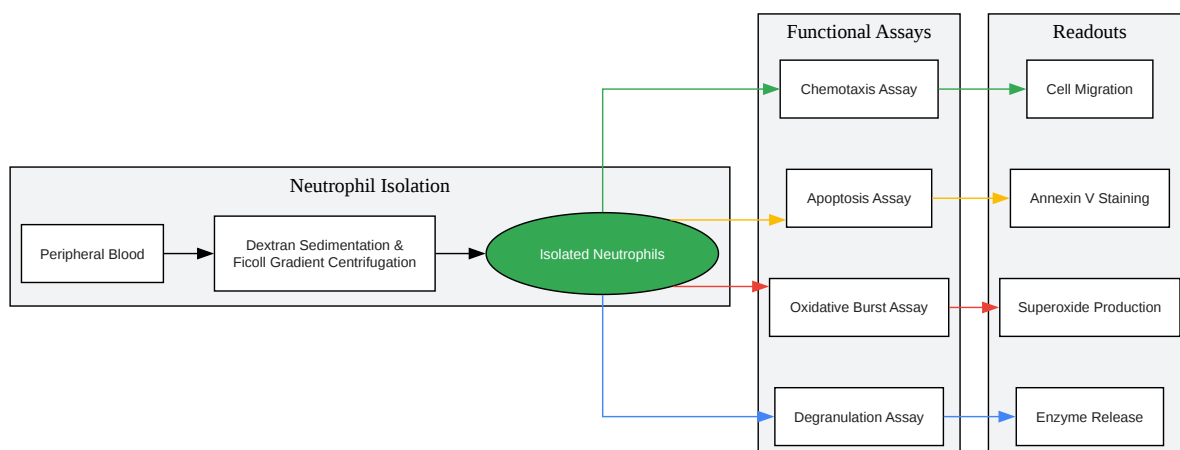 Functional Assays
Readouts
Chemotaxis Assay
Cell Migration
Neutrophil Isolation
Apoptosis Assay
Annexin V Staining
Peripheral Blood
Dextran Sedimentation &
Ficoll Gradient Centrifugation
Isolated Neutrophils
Oxidative Burst Assay
Superoxide Production
Degranulation Assay
Enzyme Release